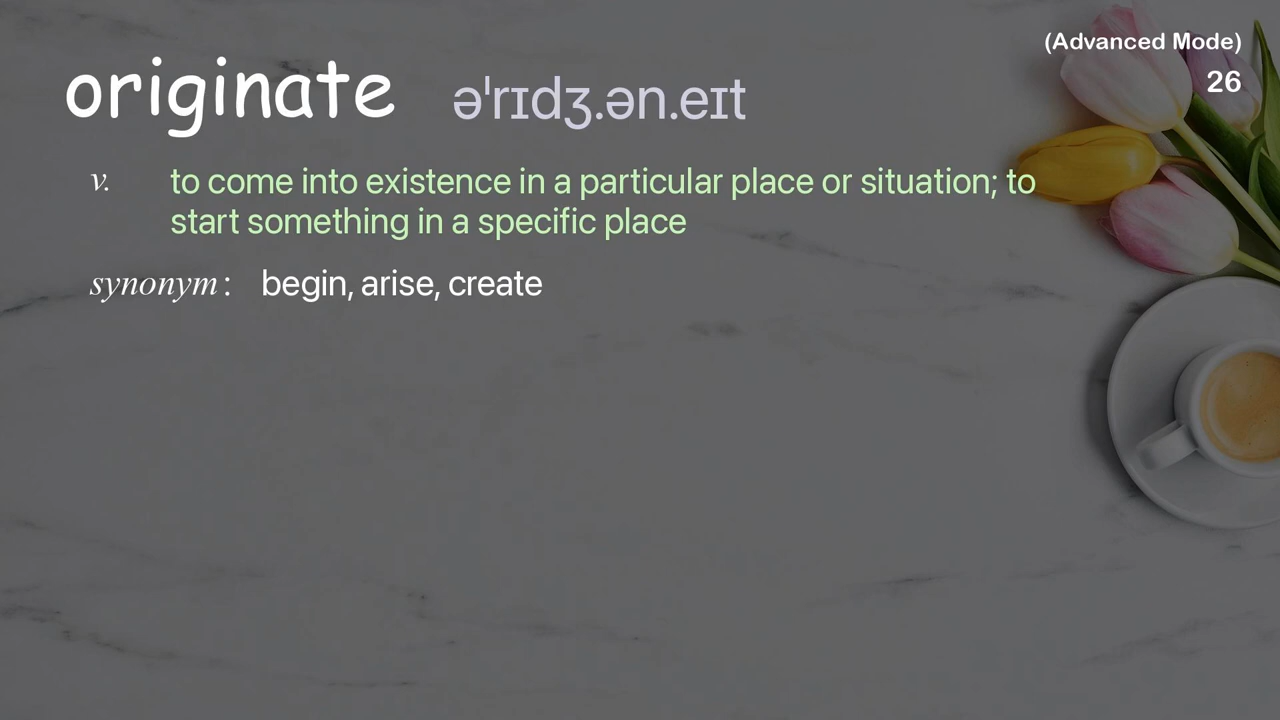 (Advanced Mode)
26
originate əˈrɪdʒ.ən.eɪt
v. to come into existence in a particular place or situation; to
start something in a specific place
synonym : begin, arise, create